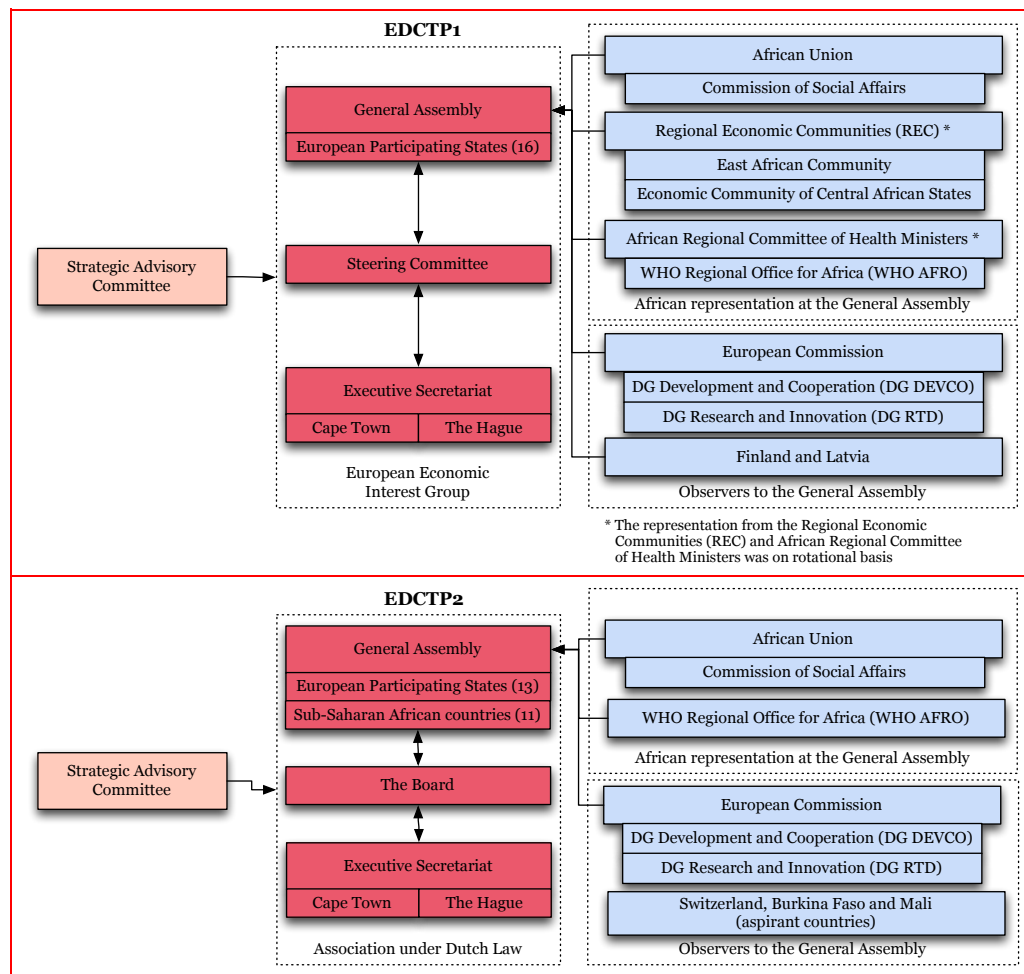 EDCTP1
General Assembly
European Participating States (16)
Strategic Advisory
Committee
Steering Committee
Executive Secretariat
Cape Town
The Hague
European Economic
Interest Group
African Union
Commission of Social Affairs
Regional Economic Communities (REC) *
East African Community
Economic Community of Central African States
African Regional Committee of Health Ministers *
WHO Regional Office for Africa (WHO AFRO)
African representation at the General Assembly
European Commission
DG Development and Cooperation (DG DEVCO)
DG Research and Innovation (DG RTD)
Finland and Latvia
Observers to the General Assembly
* The representation from the Regional Economic
Communities (REC) and African Regional Committee
of Health Ministers was on rotational basis
EDCTP2
General Assembly
European Participating States (13)
Sub-Saharan African countries (11)
Strategic Advisory
Committee
The Board
Executive Secretariat
Cape Town
The Hague
Association under Dutch Law
African Union
Commission of Social Affairs
WHO Regional Office for Africa (WHO AFRO)
African representation at the General Assembly
European Commission
DG Development and Cooperation (DG DEVCO)
DG Research and Innovation (DG RTD)
Switzerland, Burkina Faso and Mali
(aspirant countries)
Observers to the General Assembly